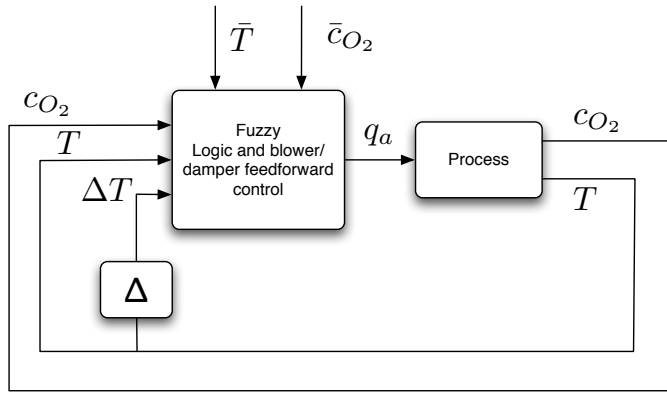 T̄
c̄O₂
cO₂
T
ΔT
Fuzzy
Logic and blower/
damper feedforward
control
qₐ
Process
cO₂
T
Δ